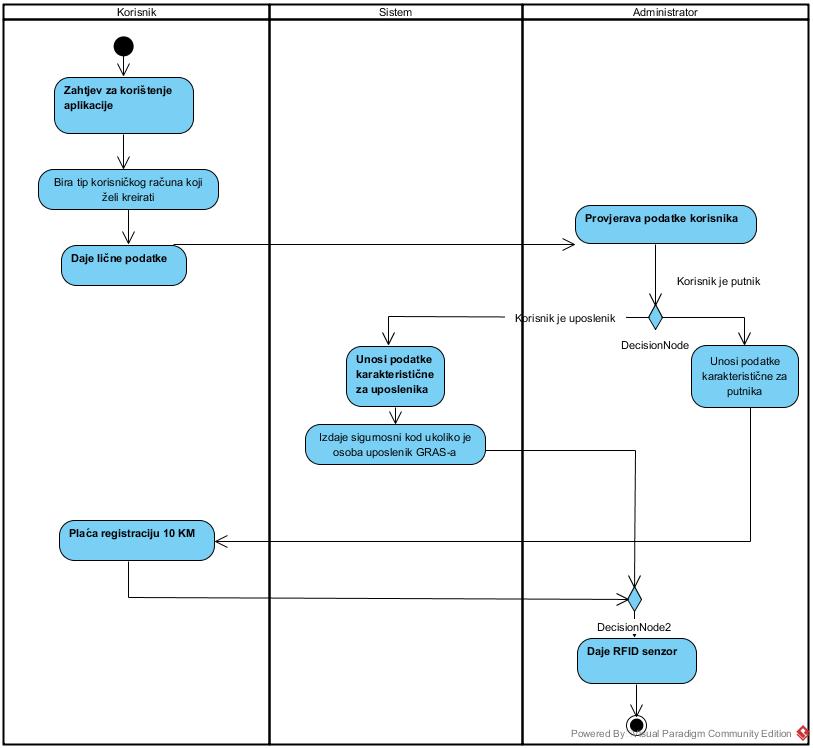 Korisnik
Sistem
Administrator
Zahtjev za korištenje
aplikacije
Bira tip korisničkog računa koji
želi kreirati
Provjerava podatke korisnika
Daje lične podatke
Korisnik je putnik
Korisnik je uposlenik
DecisionNode
Unosi podatke
karakteristične
za uposlenika
Unosi podatke
karakteristične za
putnika
Izdaje sigurnosni kod ukoliko je
osoba uposlenik GRAS-a
Plaća registraciju 10 KM
DecisionNode2
Daje RFID senzor
Powered By Visual Paradigm Community Edition